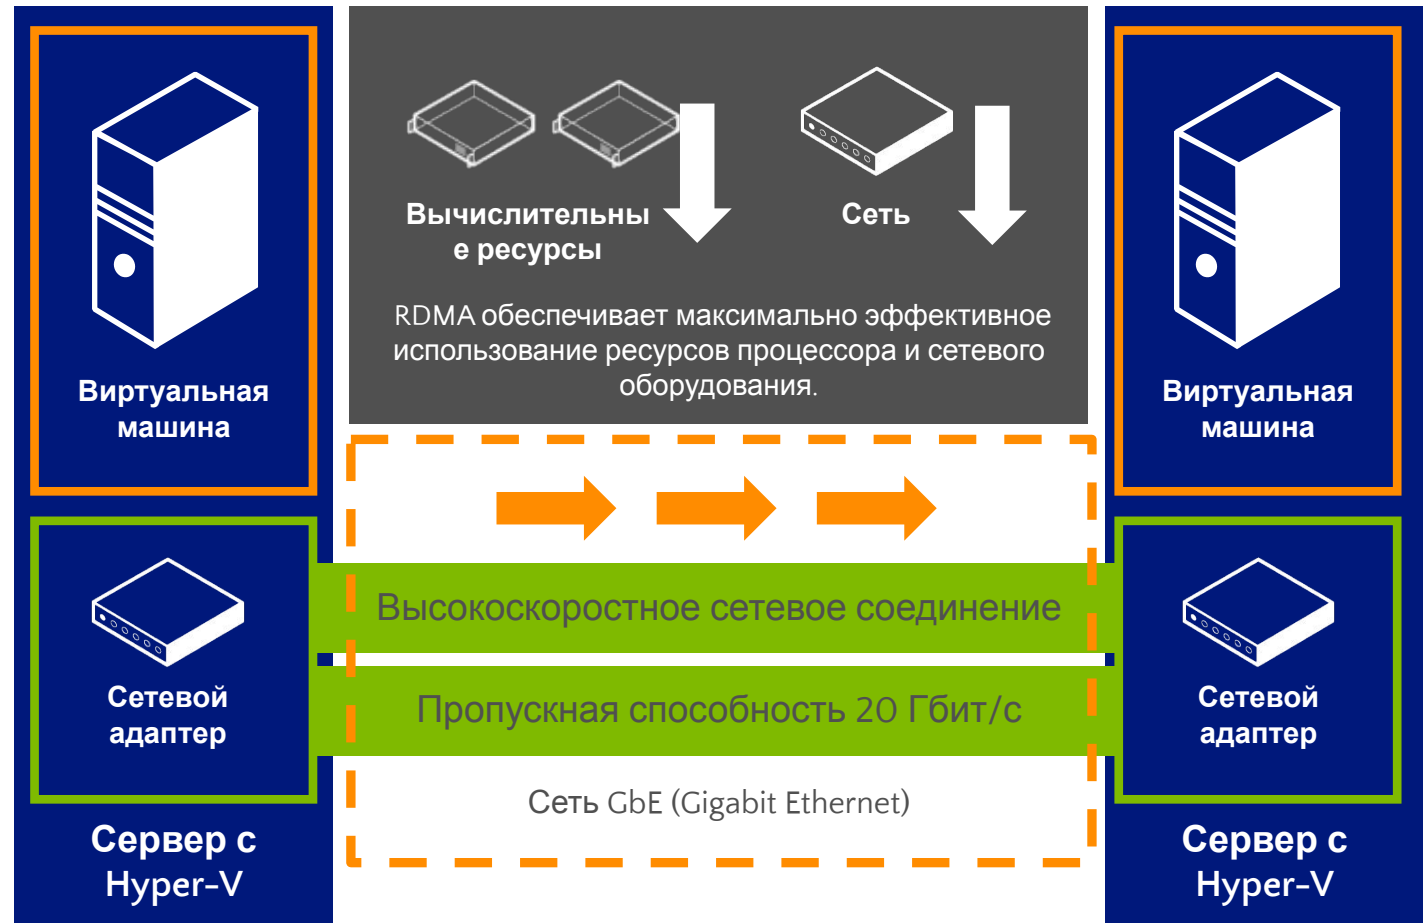 Виртуальная
машина
Сетевой
адаптер
Сервер с
Hyper-V
Вычислительны
е ресурсы
Сеть
RDMA обеспечивает максимально эффективное
использование ресурсов процессора и сетевого
оборудования.
Высокоскоростное сетевое соединение
Пропускная способность 20 Гбит/с
Сеть GbE (Gigabit Ethernet)
Виртуальная
машина
Сетевой
адаптер
Сервер с
Hyper-V